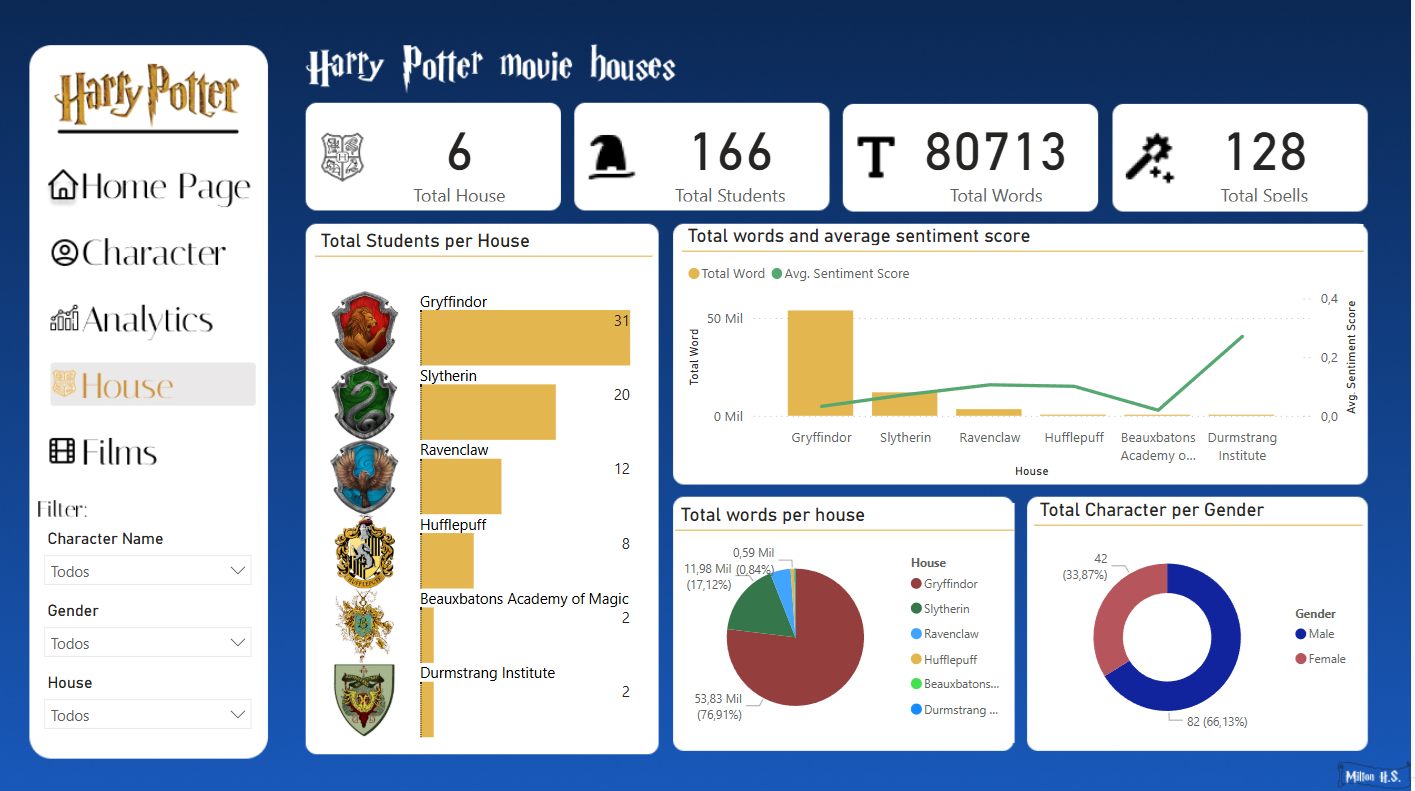 Harry Potter
Home Page
Character
Analytics
House
Films
Filter:
Character Name
Todos
Gender
Todos
House
Todos
Harry Potter movie houses
6
Total House
166
Total Students
T
80713
Total Words
128
Total Spells
Total Students per House
Gryffindor
31
Slytherin
20
Ravenclaw
12
Hufflepuff
8
HUFFLEPUFF
Beauxbatons Academy of Magic
2
Durmstrang Institute
2
Total words and average sentiment score
Total Word Avg. Sentiment Score
Total Word
50 Mil
0 Mil
0,4
0,2
0,0
Avg. Sentiment Score
Gryffindor Slytherin Ravenclaw Hufflepuff Beauxbatons Durmstrang
Academy o... Institute
House
Total words per house
0,59 Mil
(0,84%)
11,98 Mil
(17,12%)
53,83 Mil
(76,91%)
House
Gryffindor
Slytherin
Ravenclaw
Hufflepuff
Beauxbatons...
Durmstrang ...
Total Character per Gender
42
(33,87%)
82 (66,13%)
Gender
Male
Female
Milton H.S.